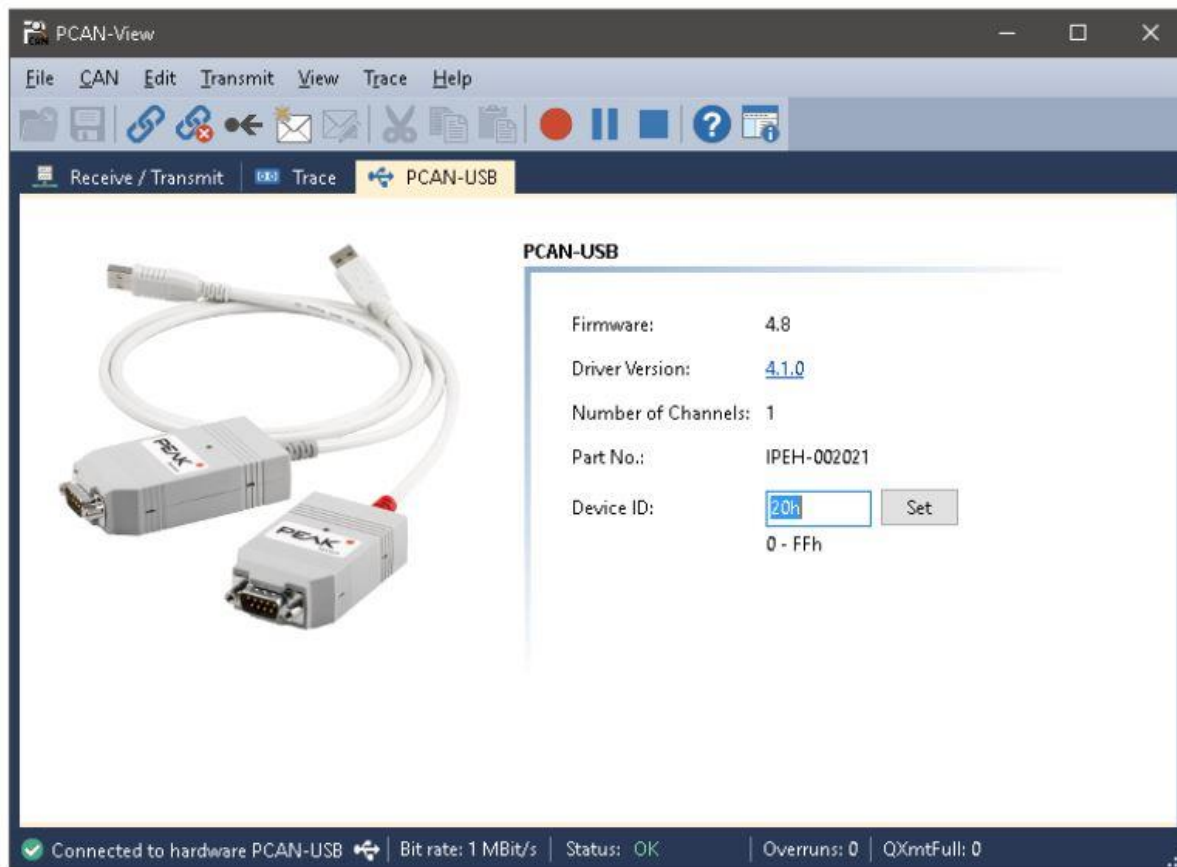 PCAN-View
File CAN Edit Transmit View Trace Help
Receive / Transmit Trace PCAN-USB
PCAN-USB
Firmware: 4.8
Driver Version: 4.1.0
Number of Channels: 1
Part No.: IPEH-002021
Device ID: 20h Set
0 - FFh
PEAK
PEAK
Connected to hardware PCAN-USB Bit rate: 1 MBit/s Status: OK Overruns: 0 QXmtFull: 0